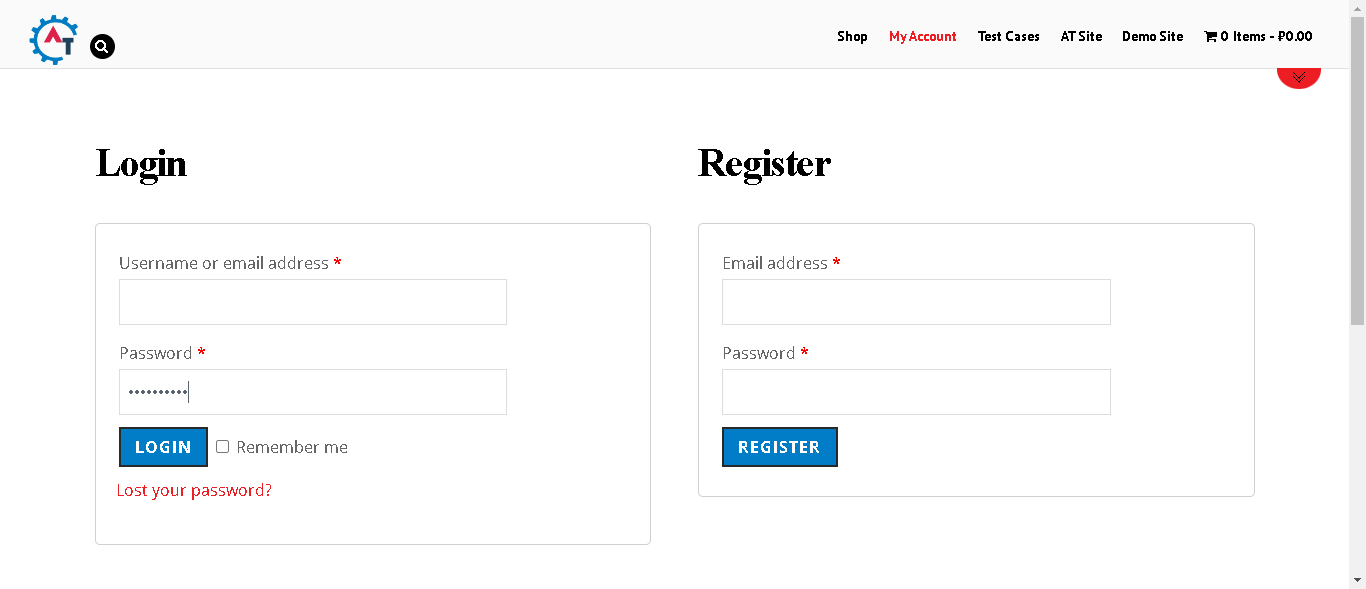 AT
Shop My Account Test Cases AT Site Demo Site 0 Items - ₽0.00
Login
Username or email address *
Password *
••••••••••
LOGIN Remember me
Lost your password?
Register
Email address *
Password *
REGISTER